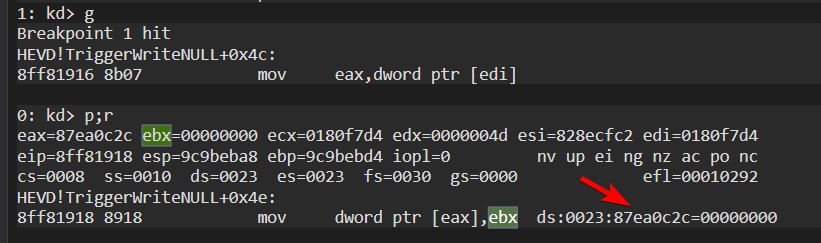 1: kd> g
Breakpoint 1 hit
HEVD!TriggerWriteNULL+0x4c:
8ff81916 8b07 mov eax,dword ptr [edi]
0: kd> p;r
eax=87ea0c2c ebx=00000000 ecx=0180f7d4 edx=0000004d esi=828ecfc2 edi=0180f7d4
eip=8ff81918 esp=9c9beba8 ebp=9c9bebd4 iopl=0 nv up ei ng nz ac po nc
cs=0008 ss=0010 ds=0023 es=0023 fs=0030 gs=0000 efl=00010292
HEVD!TriggerWriteNULL+0x4e:
8ff81918 8918 mov dword ptr [eax],ebx ds:0023:87ea0c2c=00000000